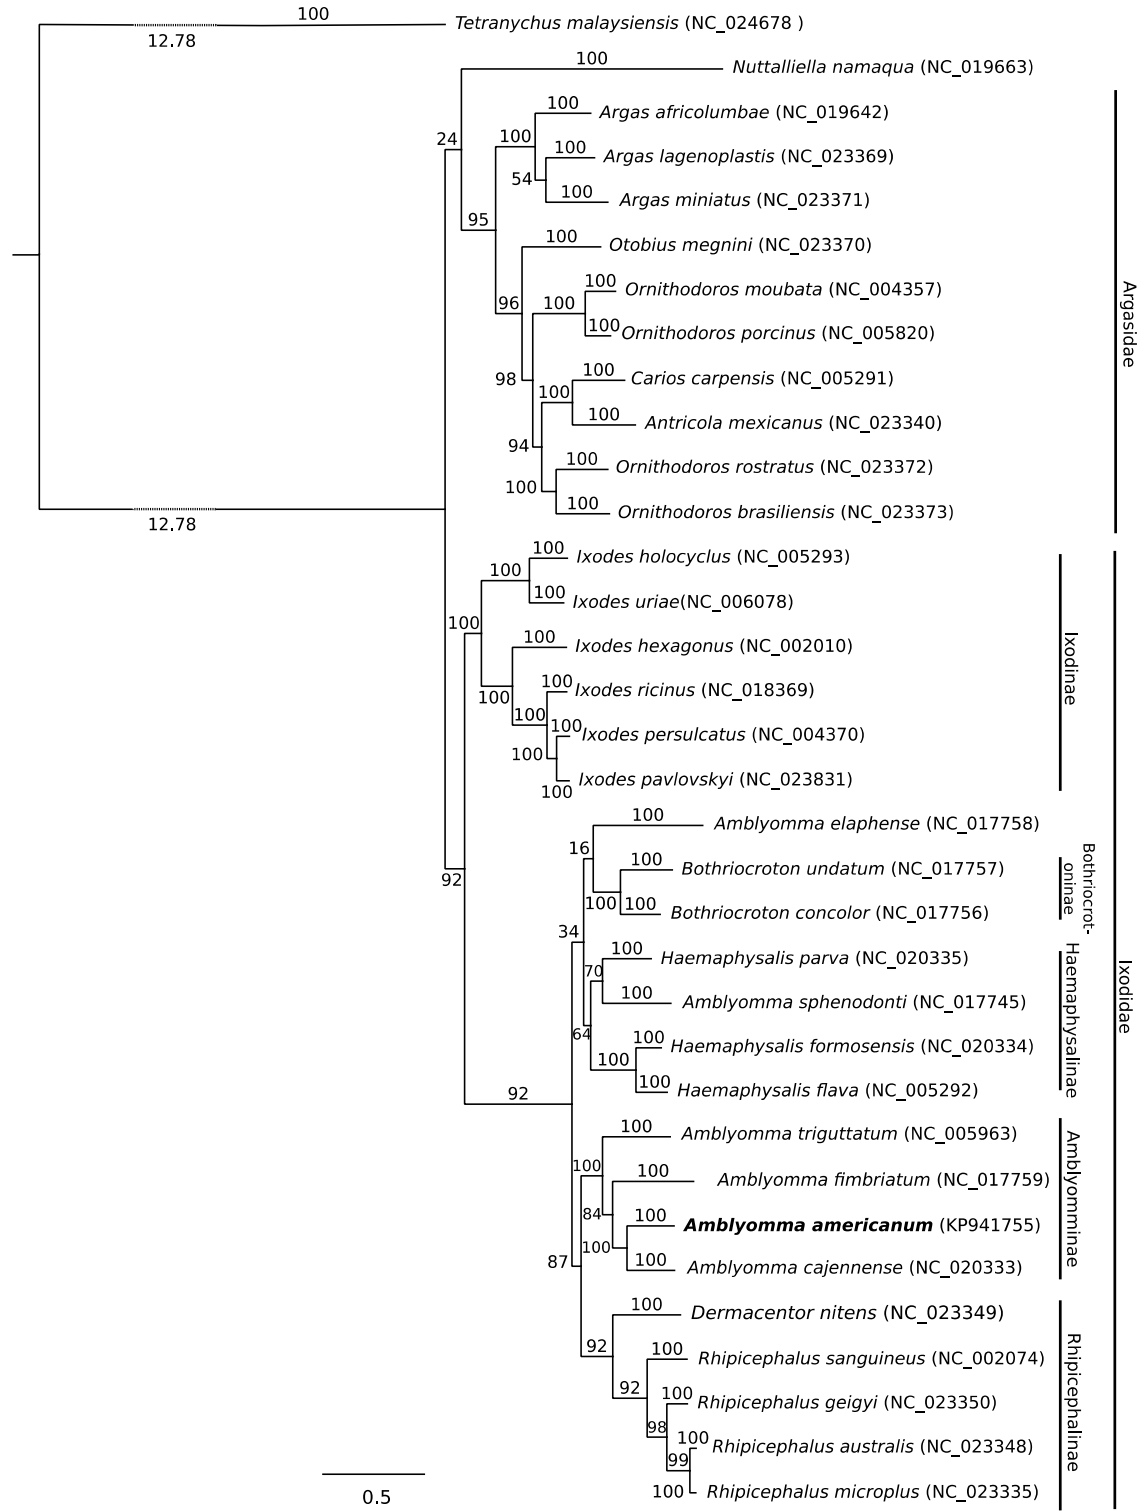 100
Tetranychus malaysiensis (NC_024678 )
12.78
100
Nuttalliella namaqua (NC_019663)
100
Argas africolumbae (NC_019642)
24
100
100
Argas lagenoplastis (NC_023369)
54
100
Argas miniatus (NC_023371)
95
100
Otobius megnini (NC_023370)
100
Ornithodoros moubata (NC_004357)
96
100
100
Ornithodoros porcinus (NC_005820)
Argasidae
98
100
Carios carpensis (NC_005291)
100
100
Antricola mexicanus (NC_023340)
94
100
Ornithodoros rostratus (NC_023372)
100
100
Ornithodoros brasiliensis (NC_023373)
12.78
100
Ixodes holocyclus (NC_005293)
100
100
Ixodes uriae(NC_006078)
100
100
Ixodes hexagonus (NC_002010)
Ixodinae
100
100
Ixodes ricinus (NC_018369)
100
100
Ixodes persulcatus (NC_004370)
100
Ixodes pavlovskyi (NC_023831)
100
100
Amblyomma elaphense (NC_017758)
16
100
Bothriocroton undatum (NC_017757)
Bothriocrot-
oninae
92
100
100
Bothriocroton concolor (NC_017756)
34
100
Haemaphysalis parva (NC_020335)
70
100
Amblyomma sphenodonti (NC_017745)
Haemaphysalinae
Ixodidae
64
100
100
Haemaphysalis formosensis (NC_020334)
100
Haemaphysalis flava (NC_005292)
92
100
Amblyomma triguttatum (NC_005963)
100
100
Amblyomma fimbriatum (NC_017759)
Amblyomminae
84
100
Amblyomma americanum (KP941755)
100
100
Amblyomma cajennense (NC_020333)
87
100
Dermacentor nitens (NC_023349)
92
100
Rhipicephalus sanguineus (NC_002074)
92
100
Rhipicephalus geigyi (NC_023350)
Rhipicephalinae
98
100
Rhipicephalus australis (NC_023348)
99
100
Rhipicephalus microplus (NC_023335)
0.5